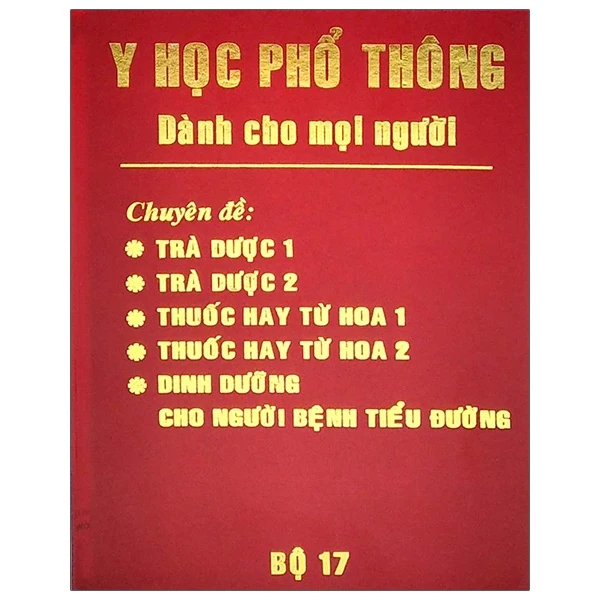 Y HỌC PHỔ THÔNG
Dành cho mọi người
Chuyên đề:
TRÀ DƯỢC 1
TRÀ DƯỢC 2
THUỐC HAY TỪ HOA 1
THUỐC HAY TỪ HOA 2
DINH DƯỠNG
CHO NGƯỜI BỆNH TIỂU ĐƯỜNG
BỘ 17